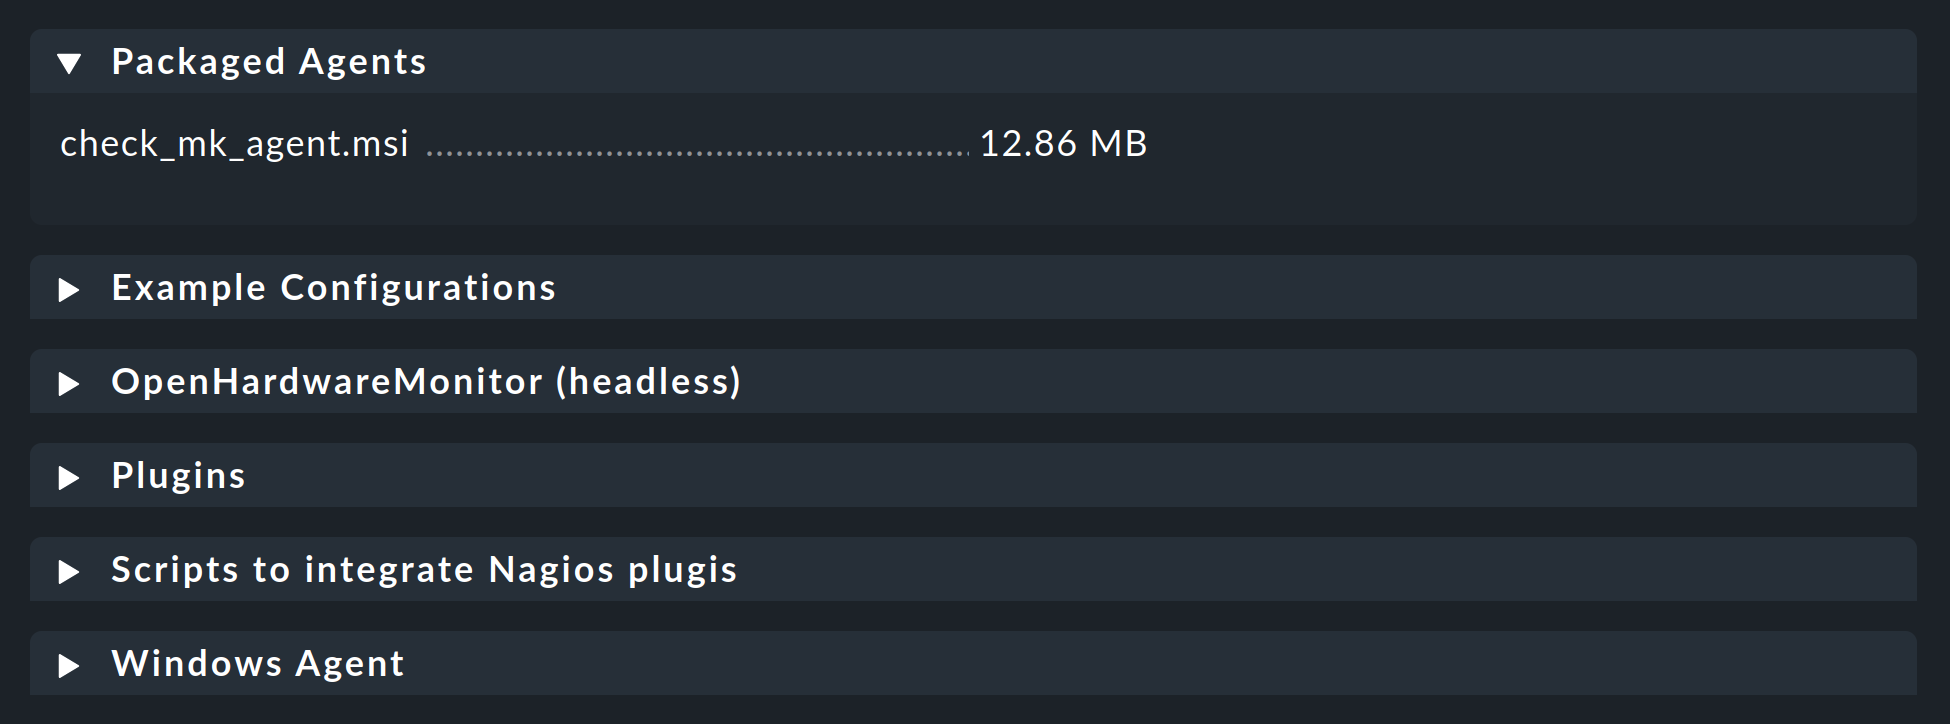 Packaged Agents
check_mk_agent.msi ........................................................ 12.86 MB
Example Configurations
OpenHardwareMonitor (headless)
Plugins
Scripts to integrate Nagios plugis
Windows Agent